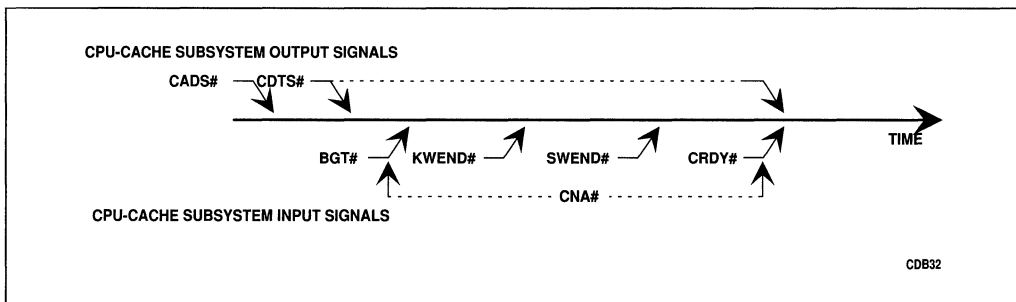 CPU-CACHE SUBSYSTEM OUTPUT SIGNALS
CADS# CDTS#
TIME
BGT# KWEND# SWEND# CRDY#
CNA#
CPU-CACHE SUBSYSTEM INPUT SIGNALS
CDB32